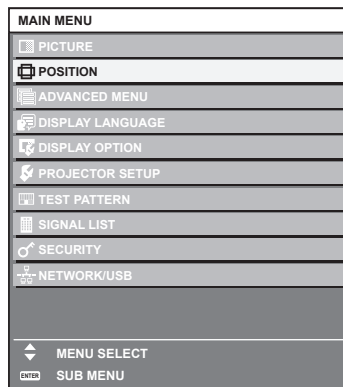 MAIN MENU
PICTURE
POSITION
ADVANCED MENU
DISPLAY LANGUAGE
DISPLAY OPTION
PROJECTOR SETUP
TEST PATTERN
SIGNAL LIST
SECURITY
NETWORK/USB
MENU SELECT
ENTER SUB MENU